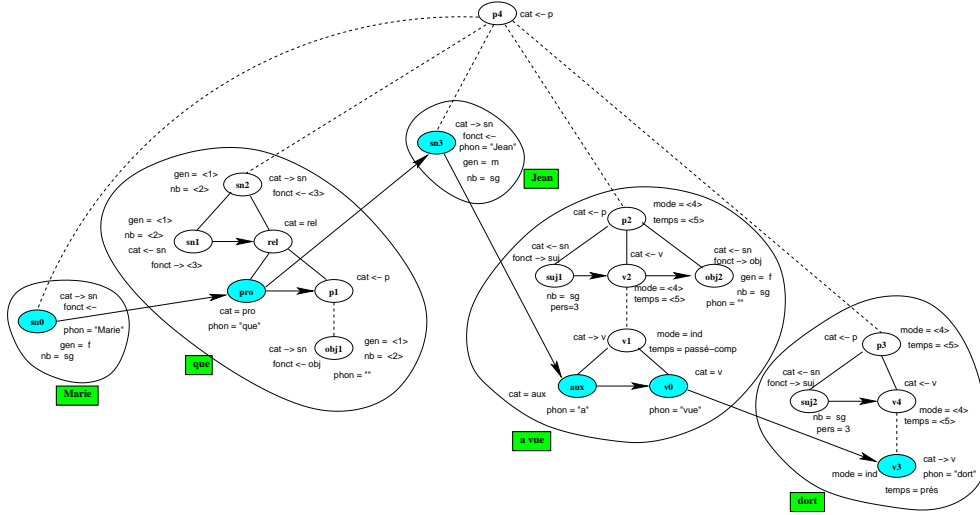 p4 cat <- p
cat -> sn
fonct <-
sn3 phon = "Jean"
gen = m
nb = sg
Jean
gen = <1>
nb = <2>
sn2
cat -> sn
fonct <- <3>
gen = <1>
nb = <2>
cat <- sn
fonct -> <3>
sn1
cat = rel
rel
pro
cat = pro
phon = "que"
cat <- p
p1
cat -> sn
fonct <- obj
obj1
gen = <1>
nb = <2>
phon = ""
que
cat -> sn
fonct <-
sn0
phon = "Marie"
gen = f
nb = sg
Marie
cat <- p
p2
mode = <4>
temps = <5>
cat <- sn
fonct -> suj
suj1
nb = sg
pers=3
cat <- v
v2
mode = <4>
temps = <5>
cat <- sn
fonct -> obj
obj2
gen = f
nb = sg
phon = ""
cat -> v
v1
mode = ind
temps = passé-comp
cat = aux
aux
phon = "a"
cat = v
v0
phon = "vue"
a vue
cat <- p
p3
mode = <4>
temps = <5>
cat <- sn
fonct -> suj
suj2
nb = sg
pers = 3
cat <- v
v4
mode = <4>
temps = <5>
cat -> v
v3
phon = "dort"
mode = ind
temps = prés
dort